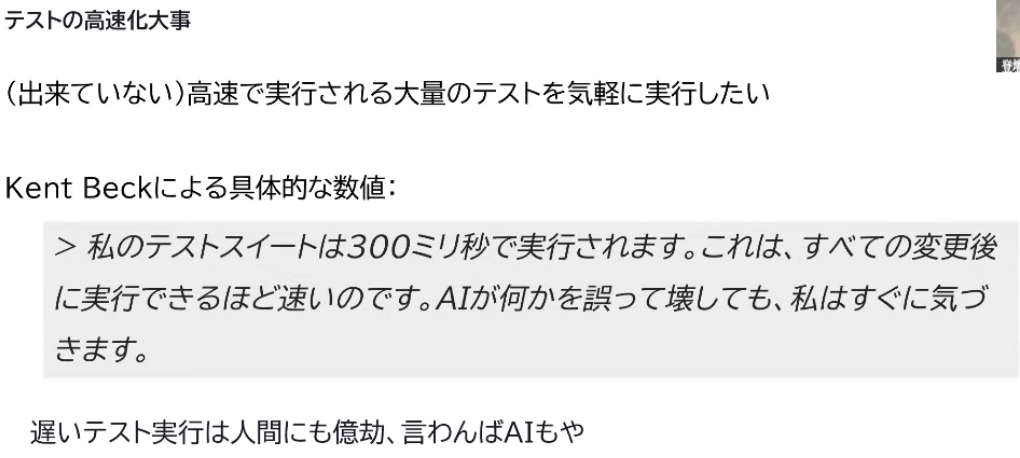 テストの高速化大事
（出来ていない）高速で実行される大量のテストを気軽に実行したい
Kent Beckによる具体的な数値：
> 私のテストスイートは300ミリ秒で実行されます。これは、すべての変更後
に実行できるほど速いのです。AIが何かを誤って壊しても、私はすぐに気づ
きます。
遅いテスト実行は人間にも億劫、言わんばAIもや